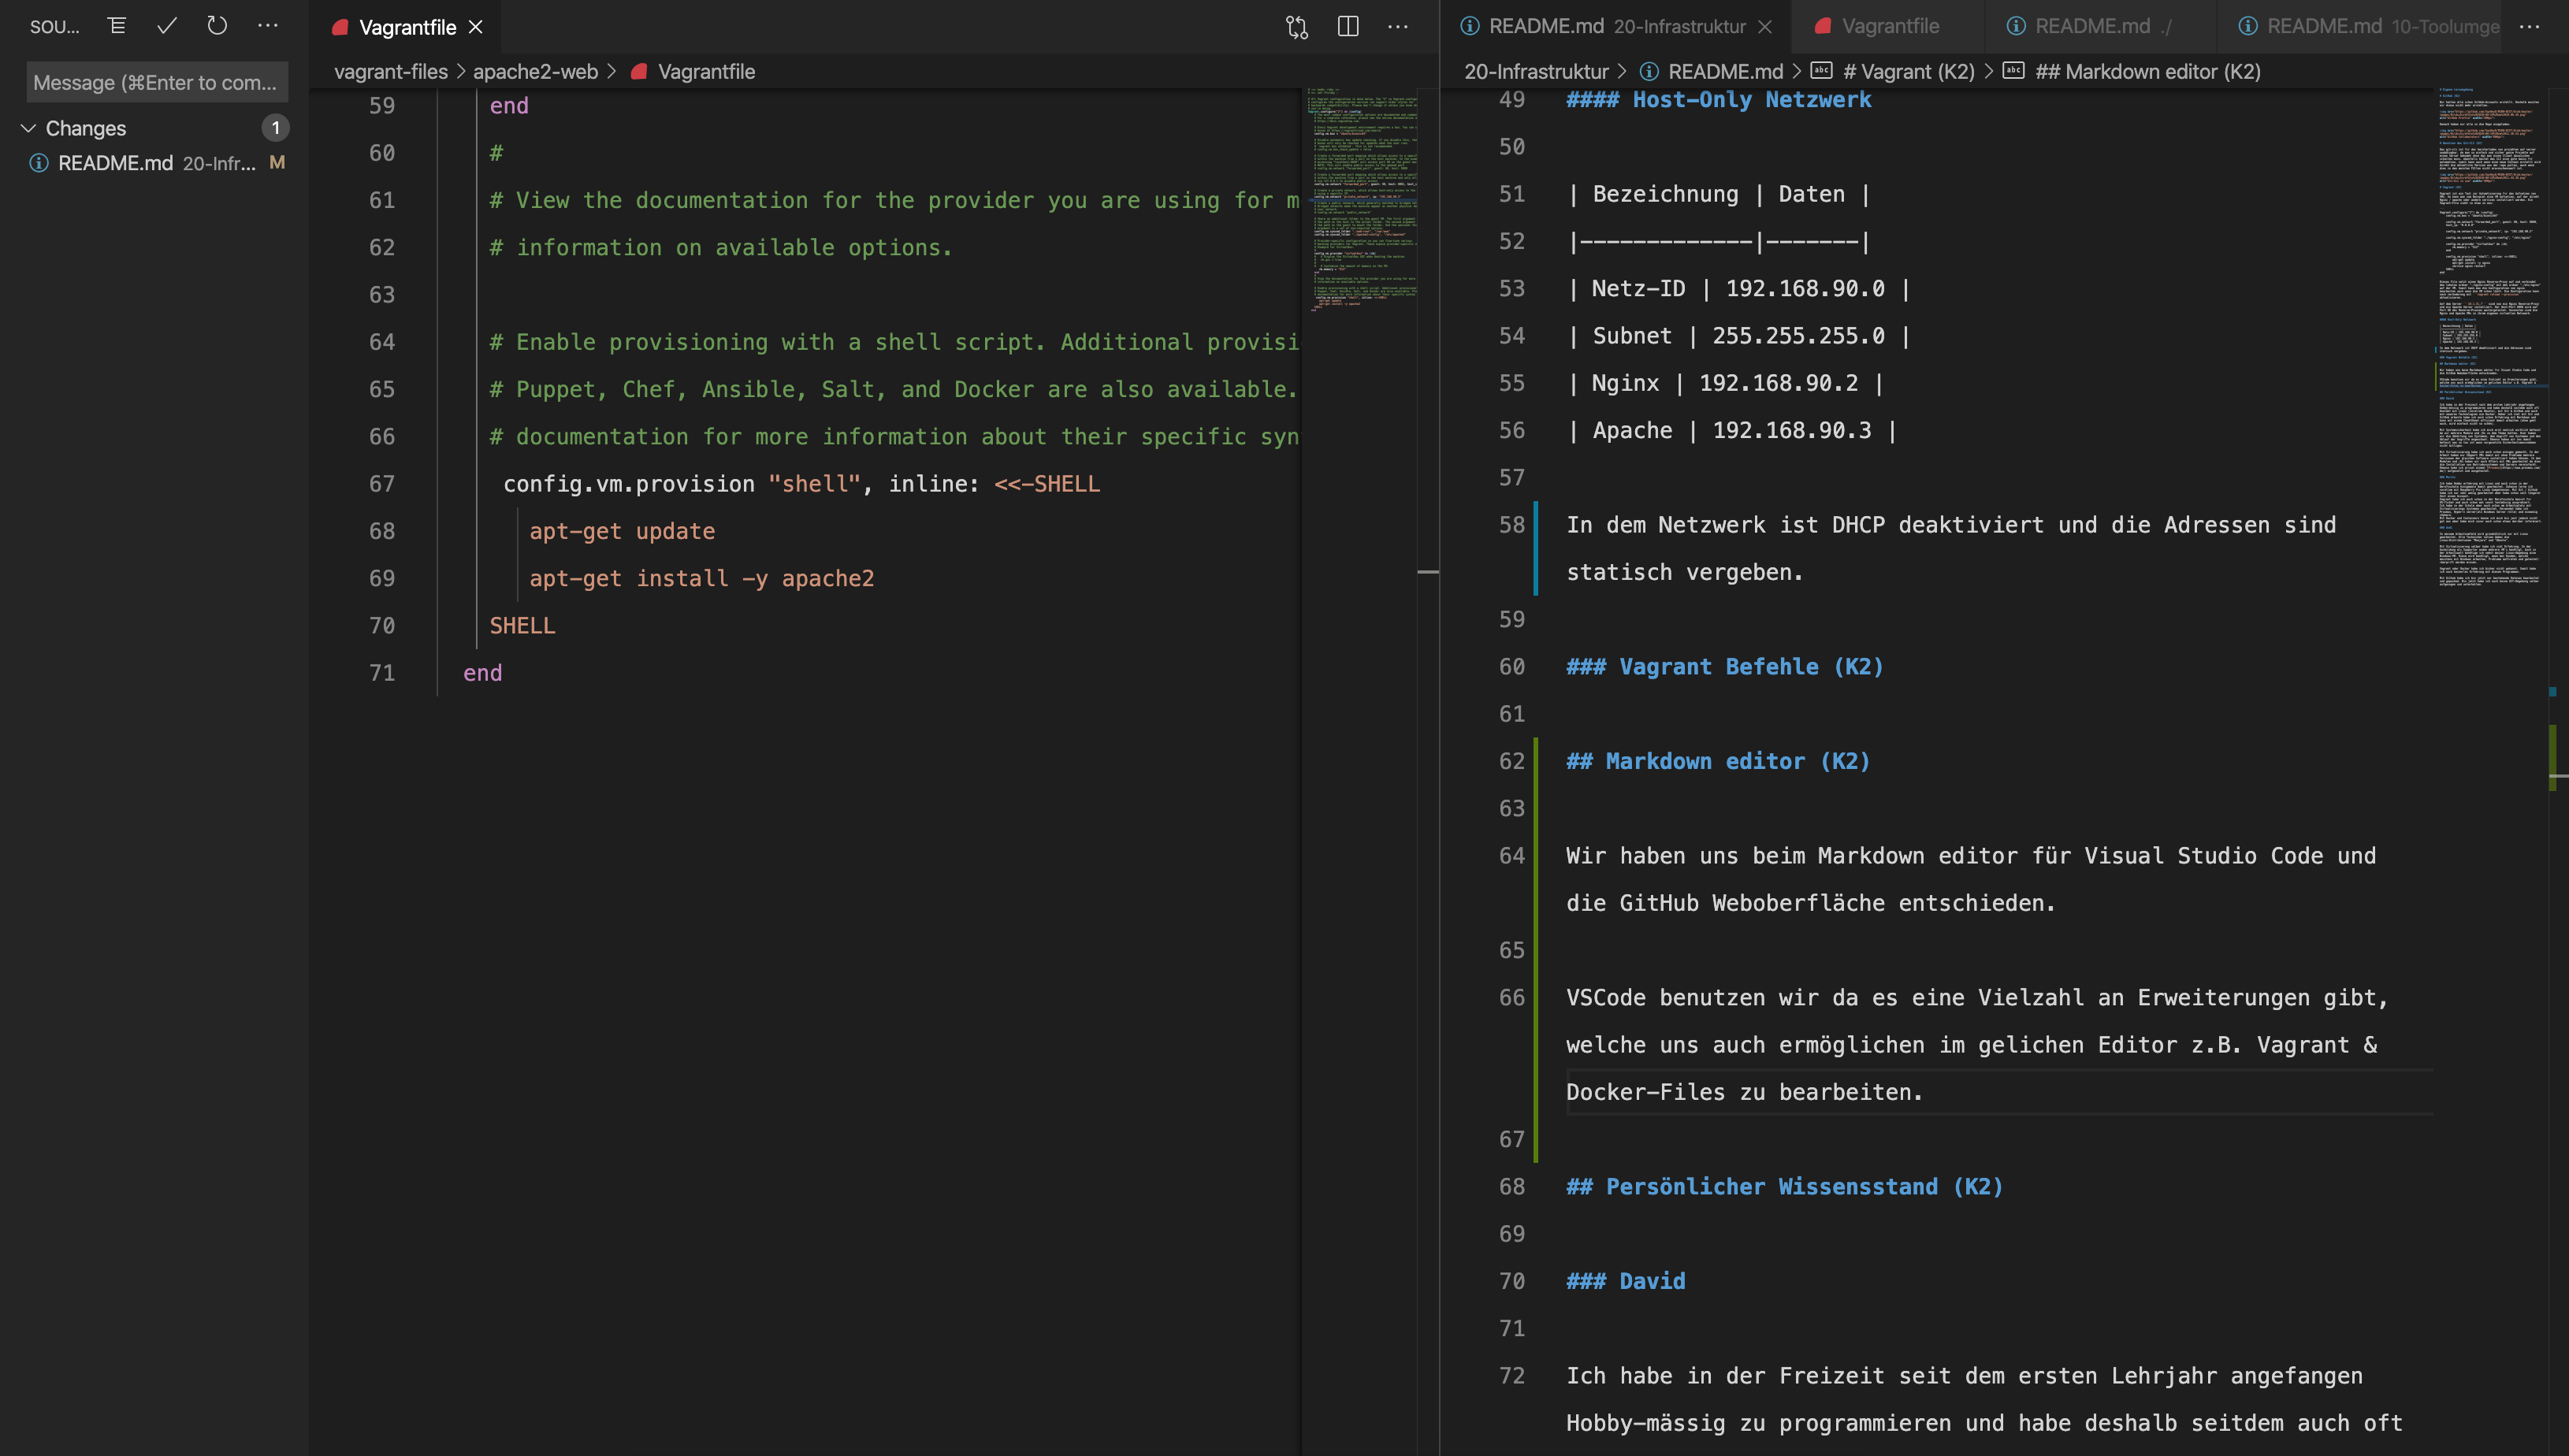 SOU...
Message (⌘Enter to com...
Changes 1
README.md 20-Infr... M
Vagrantfile
vagrant-files > apache2-web > Vagrantfile
59 end
60 #
61 # View the documentation for the provider you are using for m
62 # information on available options.
63
64 # Enable provisioning with a shell script. Additional provisi
65 # Puppet, Chef, Ansible, Salt, and Docker are also available.
66 # documentation for more information about their specific syn
67 config.vm.provision "shell", inline: <<-SHELL
68 apt-get update
69 apt-get install -y apache2
70 SHELL
71 end
README.md 20-Infrastruktur
Vagrantfile
README.md ./
README.md 10-Toolumge
20-Infrastruktur > README.md > # Vagrant (K2) > ## Markdown editor (K2)
49 #### Host-Only Netzwerk
50
51 | Bezeichnung | Daten |
52 |-------------|-------|
53 | Netz-ID | 192.168.90.0 |
54 | Subnet | 255.255.255.0 |
55 | Nginx | 192.168.90.2 |
56 | Apache | 192.168.90.3 |
57
58 In dem Netzwerk ist DHCP deaktiviert und die Adressen sind
statisch vergeben.
59
60 ### Vagrant Befehle (K2)
61
62 ## Markdown editor (K2)
63
64 Wir haben uns beim Markdown editor für Visual Studio Code und
die GitHub Weboberfläche entschieden.
65
66 VSCode benutzen wir da es eine Vielzahl an Erweiterungen gibt,
welche uns auch ermöglichen im gelichen Editor z.B. Vagrant &
Docker-Files zu bearbeiten.
67
68 ## Persönlicher Wissensstand (K2)
69
70 ### David
71
72 Ich habe in der Freizeit seit dem ersten Lehrjahr angefangen
Hobby-mässig zu programmieren und habe deshalb seitdem auch oft